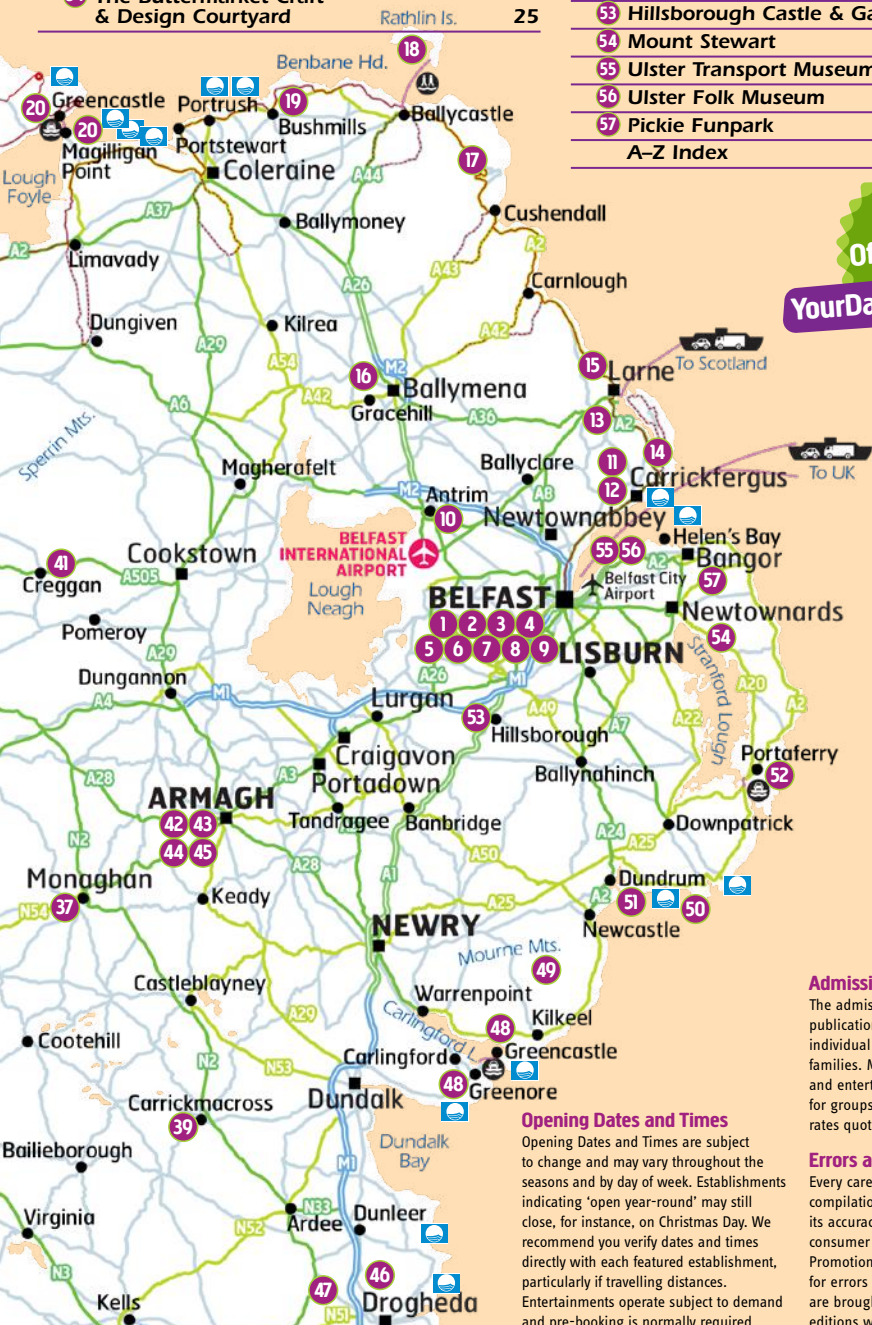 The Buttermarket Craft
& Design Courtyard 25
53 Hillsborough Castle & Ga
54 Mount Stewart
55 Ulster Transport Museum
56 Ulster Folk Museum
57 Pickie Funpark
A–Z Index
Of
YourDa
Rathlin Is.
18
Benbane Hd.
20
Greencastle
Portrush
19
Bushmills
Ballycastle
20
Magilligan
Point
Portstewart
Coleraine
A44
17
Lough
Foyle
A37
Ballymoney
Cushendall
A2
Limavady
A2
A43
A26
Carnlough
Dungiven
Kilrea
A29
A42
A54
M2
15
Larne
To Scotland
16
Ballymena
A42
Gracehill
A6
A36
13
A2
Sperrin Mts.
14
Magherafelt
Ballyclare
11
12
Carrickfergus
To UK
M2
Antrim
A8
10
Newtownabbey
Helen's Bay
BELFAST
INTERNATIONAL
AIRPORT
55
56
A2
Bangor
41
Creggan
A505
Cookstown
Lough
Neagh
Belfast City
Airport
57
BELFAST
Newtownards
1 2 3 4
5 6 7 8 9
54
Pomeroy
LISBURN
Strangford Lough
A29
Dungannon
A26
M1
A20
A4
M1
Lurgan
A49
A22
A2
53
Hillsborough
A7
Craigavon
Portadown
Ballynahinch
Portaferry
52
A28
A3
ARMAGH
42 43
44 45
Tandragee
Banbridge
Downpatrick
N2
A24
A25
A50
A28
A1
Monaghan
Dundrum
37
N54
Keady
A25
A2
51
50
Newcastle
NEWRY
Mourne Mts.
49
Castleblayney
Warrenpoint
A29
Carlingford L.
48
Kilkeel
Cootehill
Greencastle
N2
N53
Carlingford
48
Greenore
Carrickmacross
39
Dundalk
Dundalk
Bay
Bailieborough
M1
N33
Ardee
Dunleer
Virginia
N52
N3
46
47
Kells
Drogheda
N51
Opening Dates and Times
Opening Dates and Times are subject
to change and may vary throughout the
seasons and by day of week. Establishments
indicating ‘open year-round’ may still
close, for instance, on Christmas Day. We
recommend you verify dates and times
directly with each featured establishment,
particularly if travelling distances.
Entertainments operate subject to demand
and pre-booking is normally required
Admissi
The admis
publication
individual
families. M
and entert
for groups
rates quot
Errors a
Every care
compilatio
its accurac
consumer
Promotion
for errors
are brough
editions w